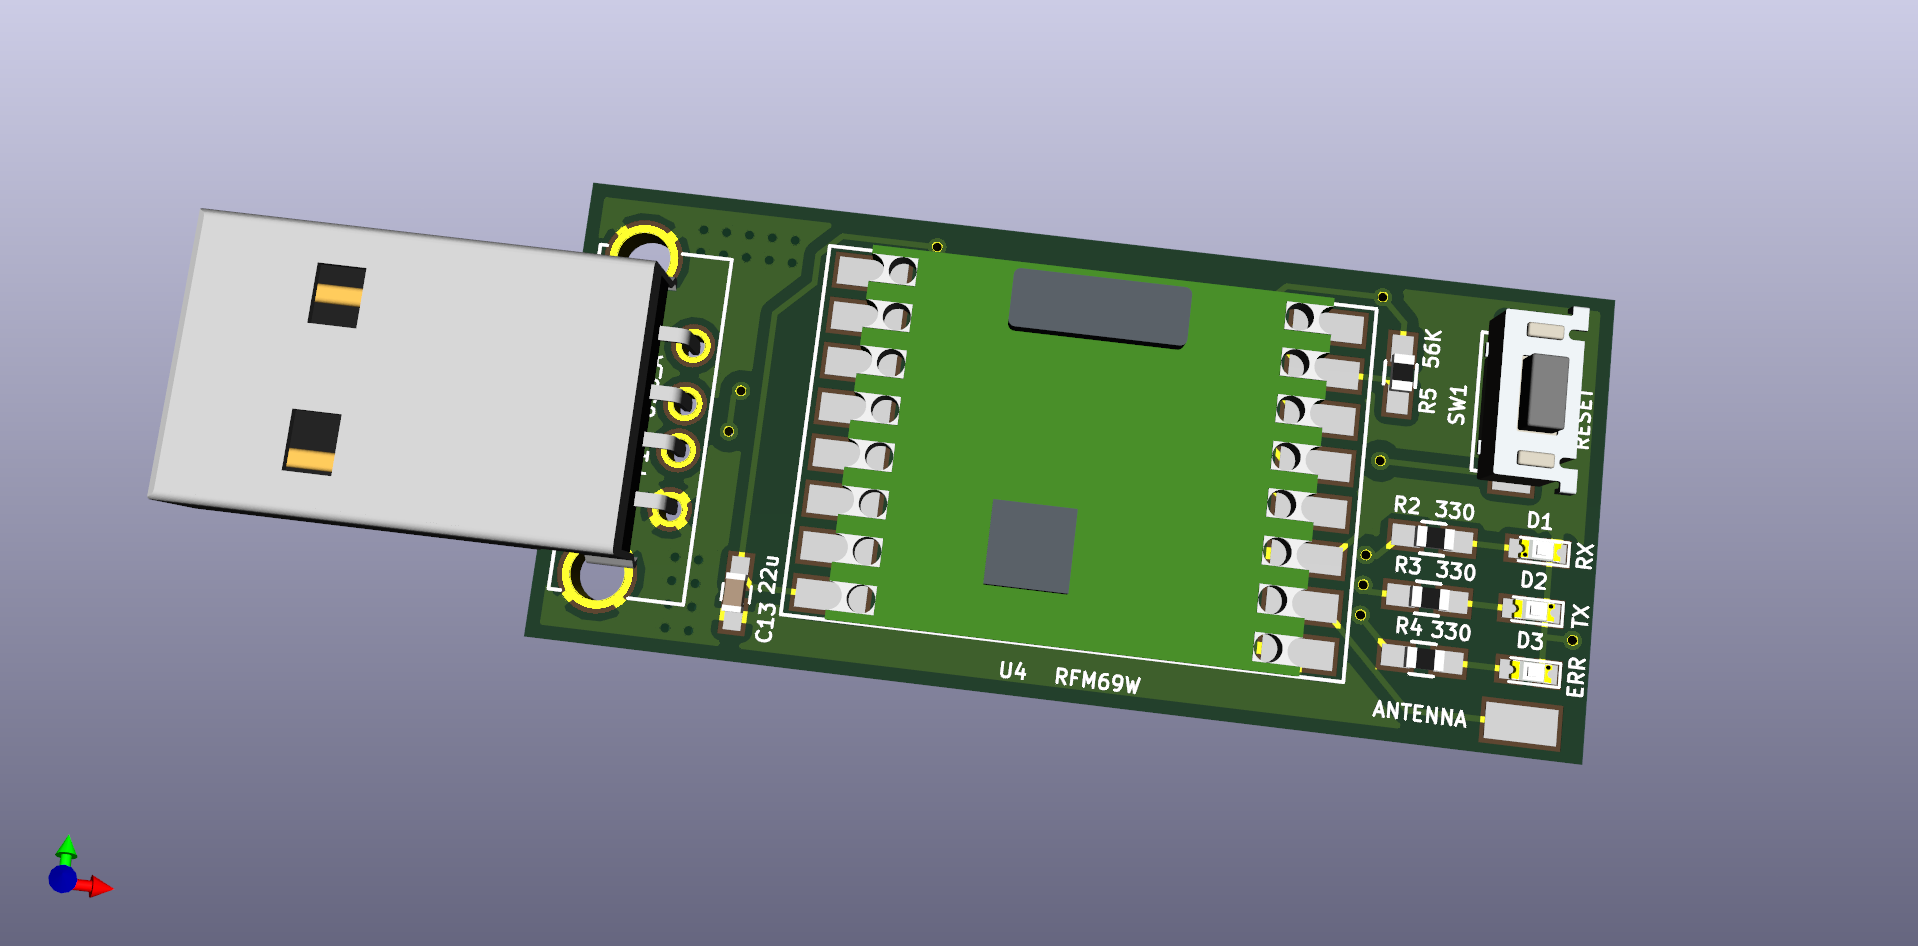 C13 22u
U4 RFM69W
R5 56K
SW1
RESET
R2 330
D1
RX
R3 330
D2
TX
R4 330
D3
ERR
ANTENNA